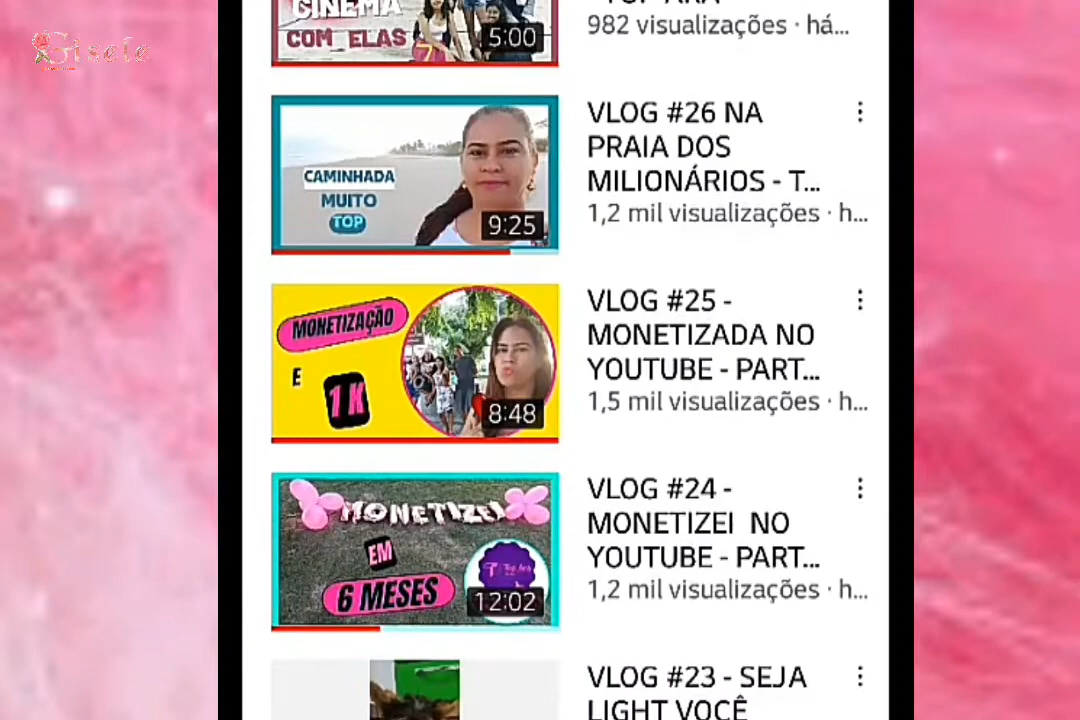 Gisele
CINEMA
COM ELAS
5:00
982 visualizações · há...
CAMINHADA
MUITO
TOP
9:25
VLOG #26 NA
PRAIA DOS
MILIONÁRIOS - T...
1,2 mil visualizações · h...
MONETIZAÇÃO
E
1K
8:48
VLOG #25 -
MONETIZADA NO
YOUTUBE - PART...
1,5 mil visualizações · h...
MONETIZEI
EM
6 MESES
12:02
VLOG #24 -
MONETIZEI NO
YOUTUBE - PART...
1,2 mil visualizações · h...
VLOG #23 - SEJA
LIGHT VOCÊ